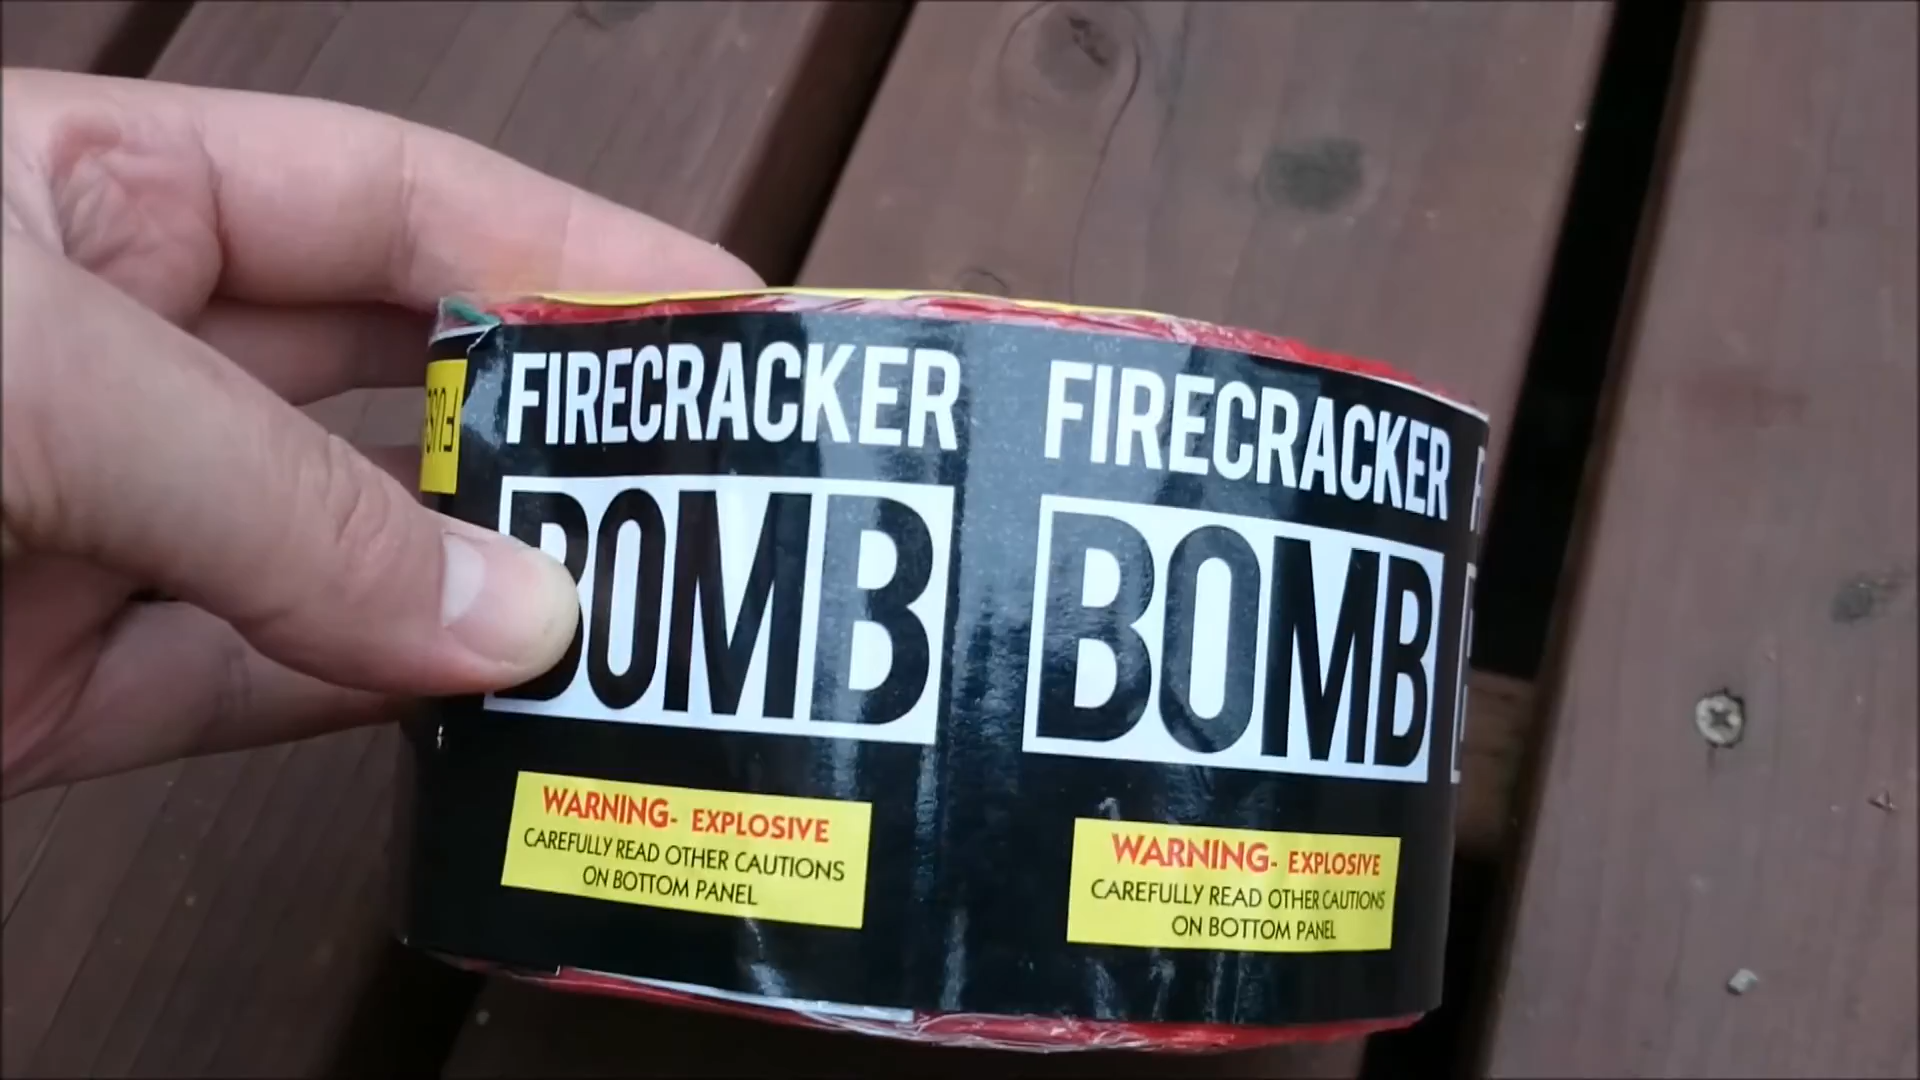 FUSE
FIRECRACKER
BOMB
WARNING- EXPLOSIVE
CAREFULLY READ OTHER CAUTIONS
ON BOTTOM PANEL
FIRECRACKER
BOMB
WARNING- EXPLOSIVE
CAREFULLY READ OTHER CAUTIONS
ON BOTTOM PANEL